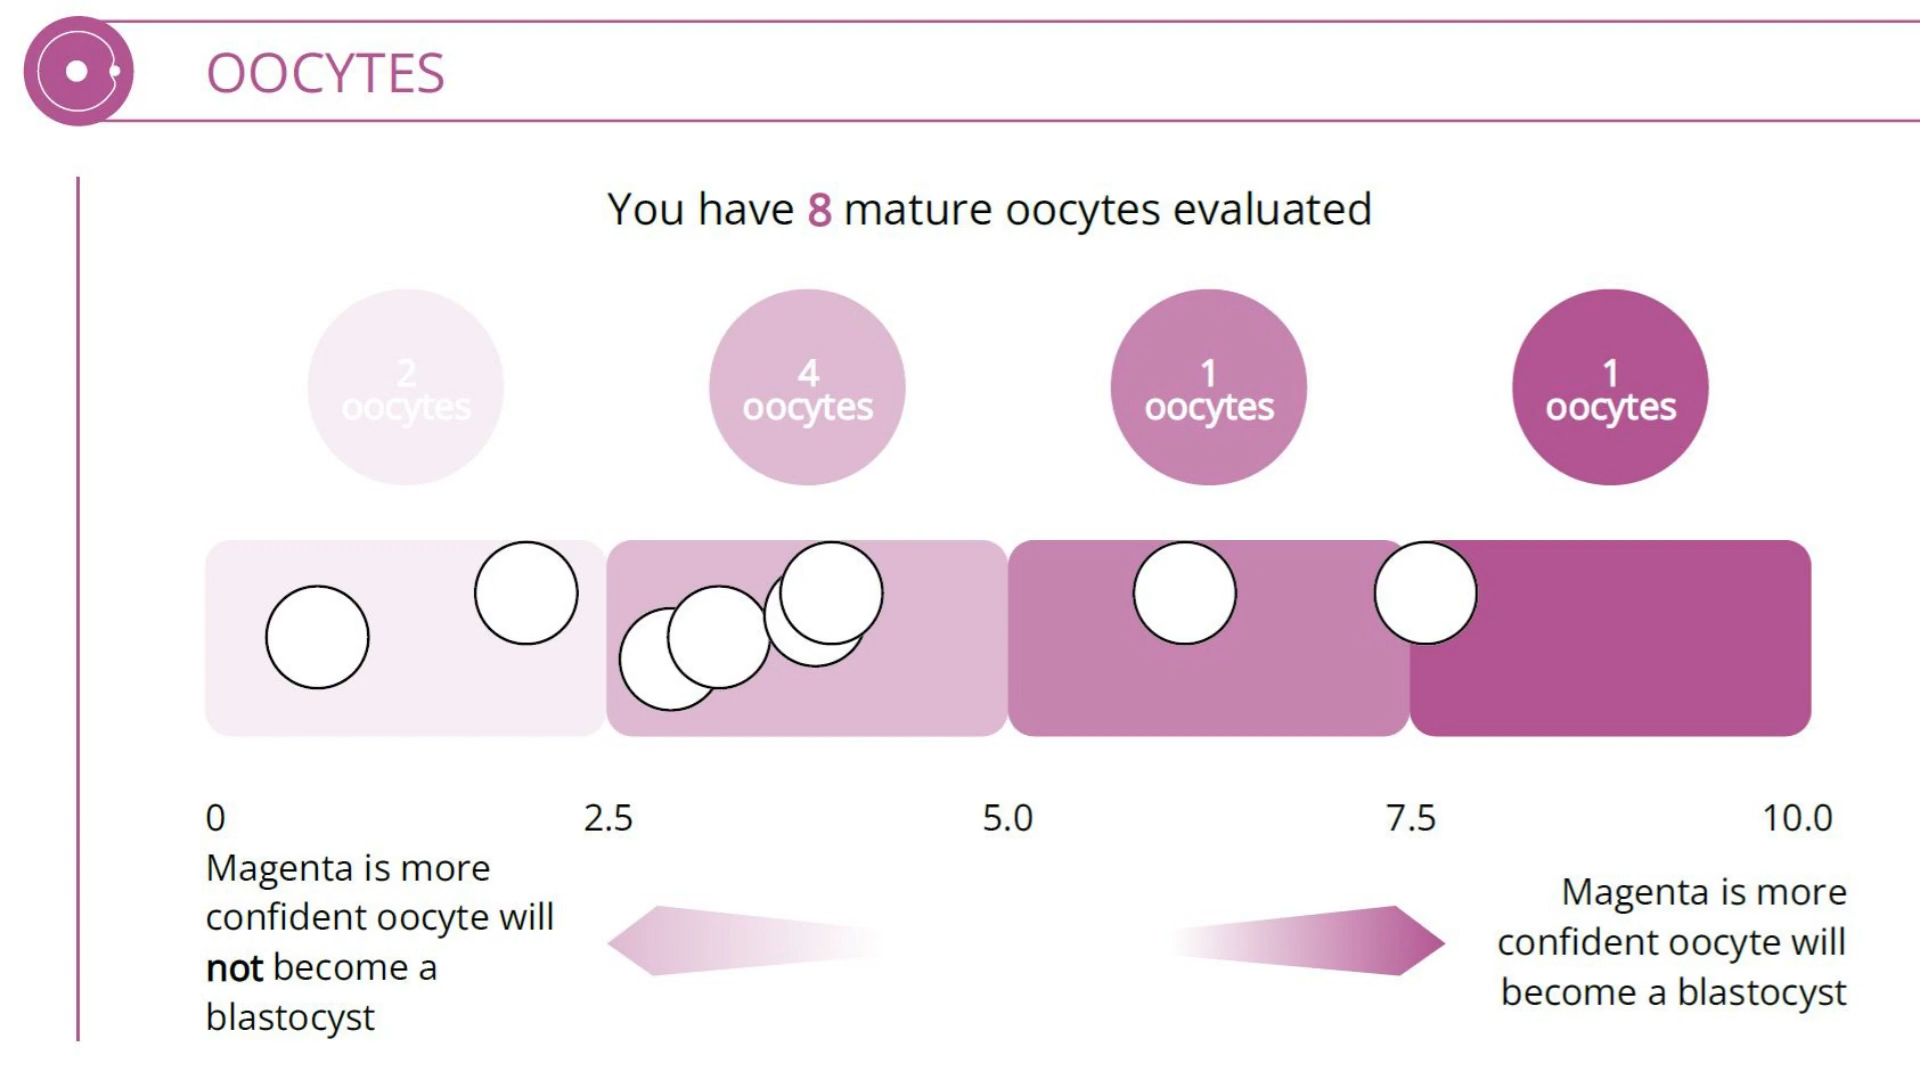 OOCYTES
You have 8 mature oocytes evaluated
2
oocytes
4
oocytes
1
oocytes
1
oocytes
0
2.5
5.0
7.5
10.0
Magenta is more
confident oocyte will
not become a
blastocyst
Magenta is more
confident oocyte will
become a blastocyst